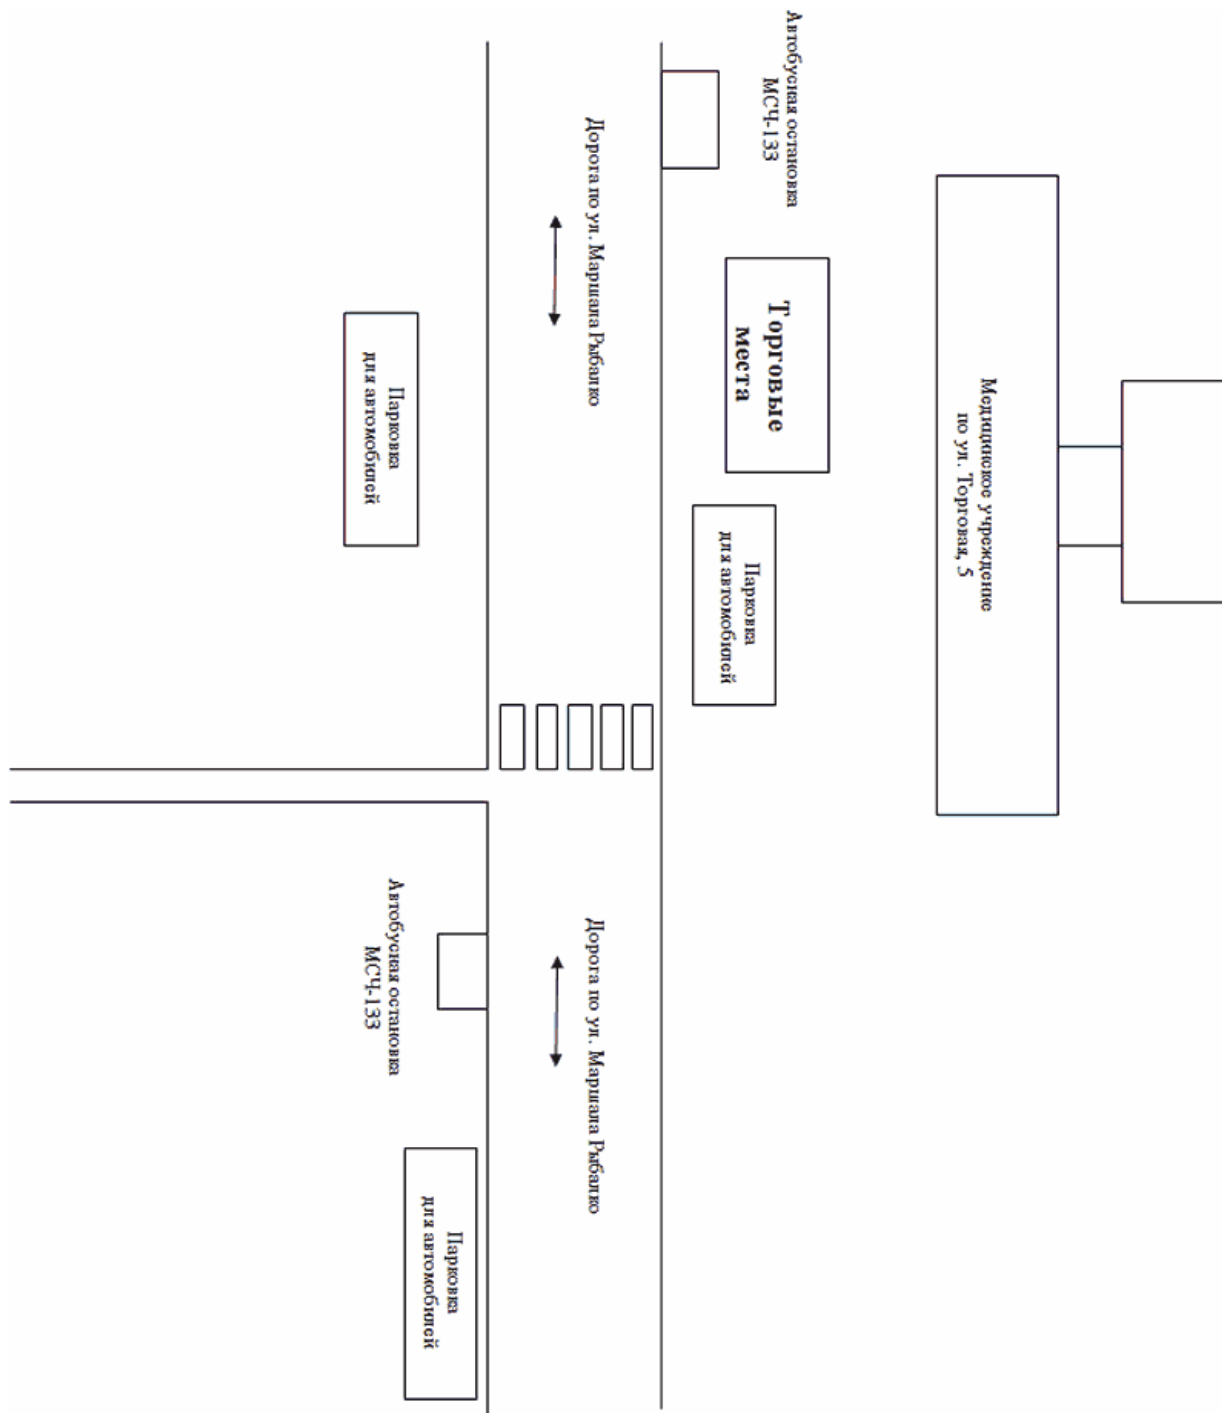 Автобусная остановка
МСЧ-133
Дорога по ул. Маршала Рыбалко
Торговые
места
Медицинское учреждение
по ул. Торговая, 5
Парковка
для автомобилей
Парковка
для автомобилей
Автобусная остановка
МСЧ-133
Дорога по ул. Маршала Рыбалко
Парковка
для автомобилей